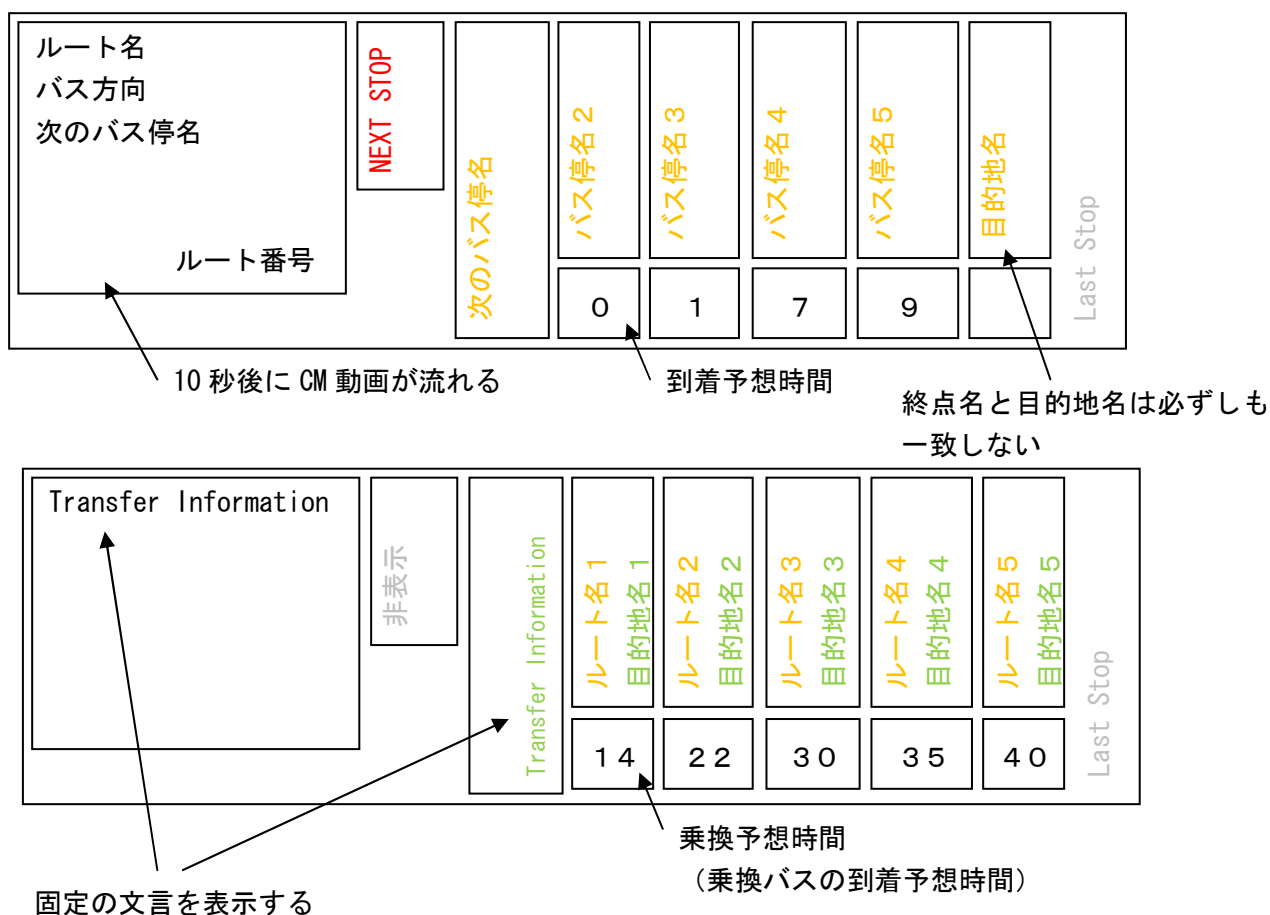 ルート名
バス方向
次のバス停名
ルート番号
NEXT STOP
次のバス停名
バス停名２
バス停名３
バス停名４
バス停名５
目的地名
Last Stop
０
１
７
９
10 秒後に CM 動画が流れる
到着予想時間
終点名と目的地名は必ずしも
一致しない
Transfer Information
非表示
Transfer Information
ルート名１
目的地名１
ルート名２
目的地名２
ルート名３
目的地名３
ルート名４
目的地名４
ルート名５
目的地名５
Last Stop
１４
２２
３０
３５
４０
乗換予想時間
（乗換バスの到着予想時間）
固定の文言を表示する